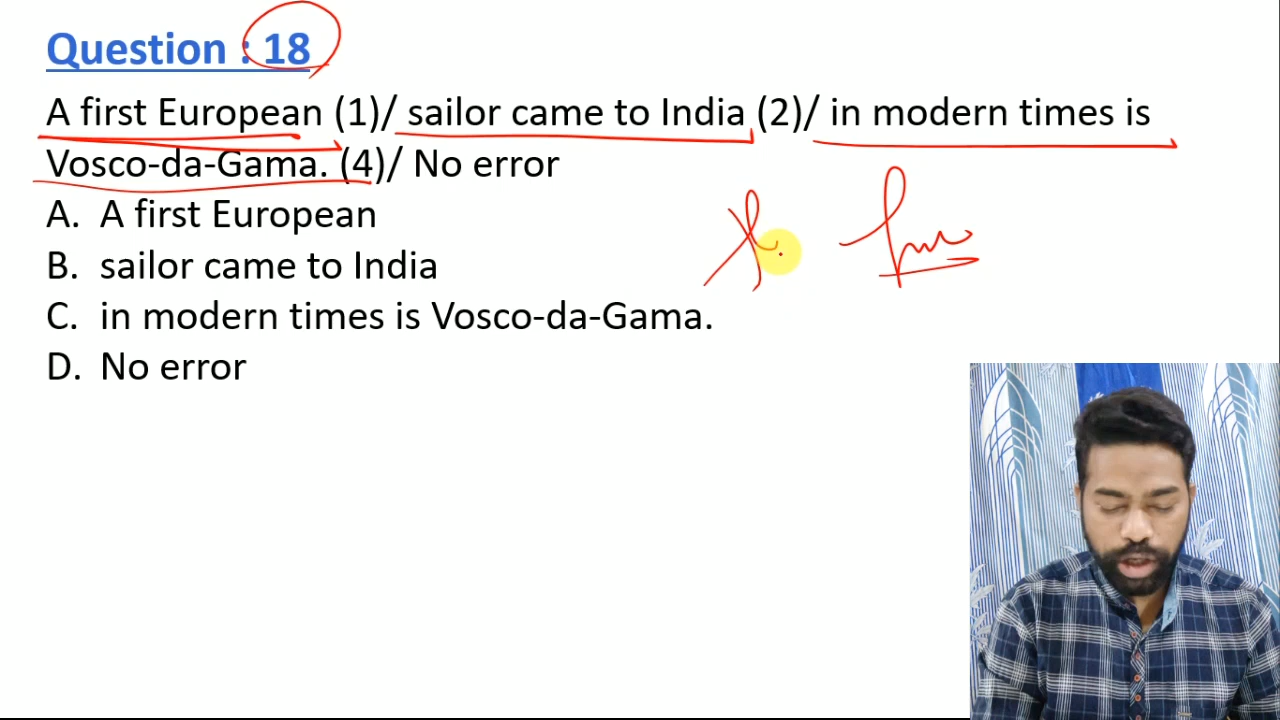 Question : 18
A first European (1)/ sailor came to India (2)/ in modern times is
Vosco-da-Gama. (4)/ No error
A. A first European
B. sailor came to India
C. in modern times is Vosco-da-Gama.
D. No error